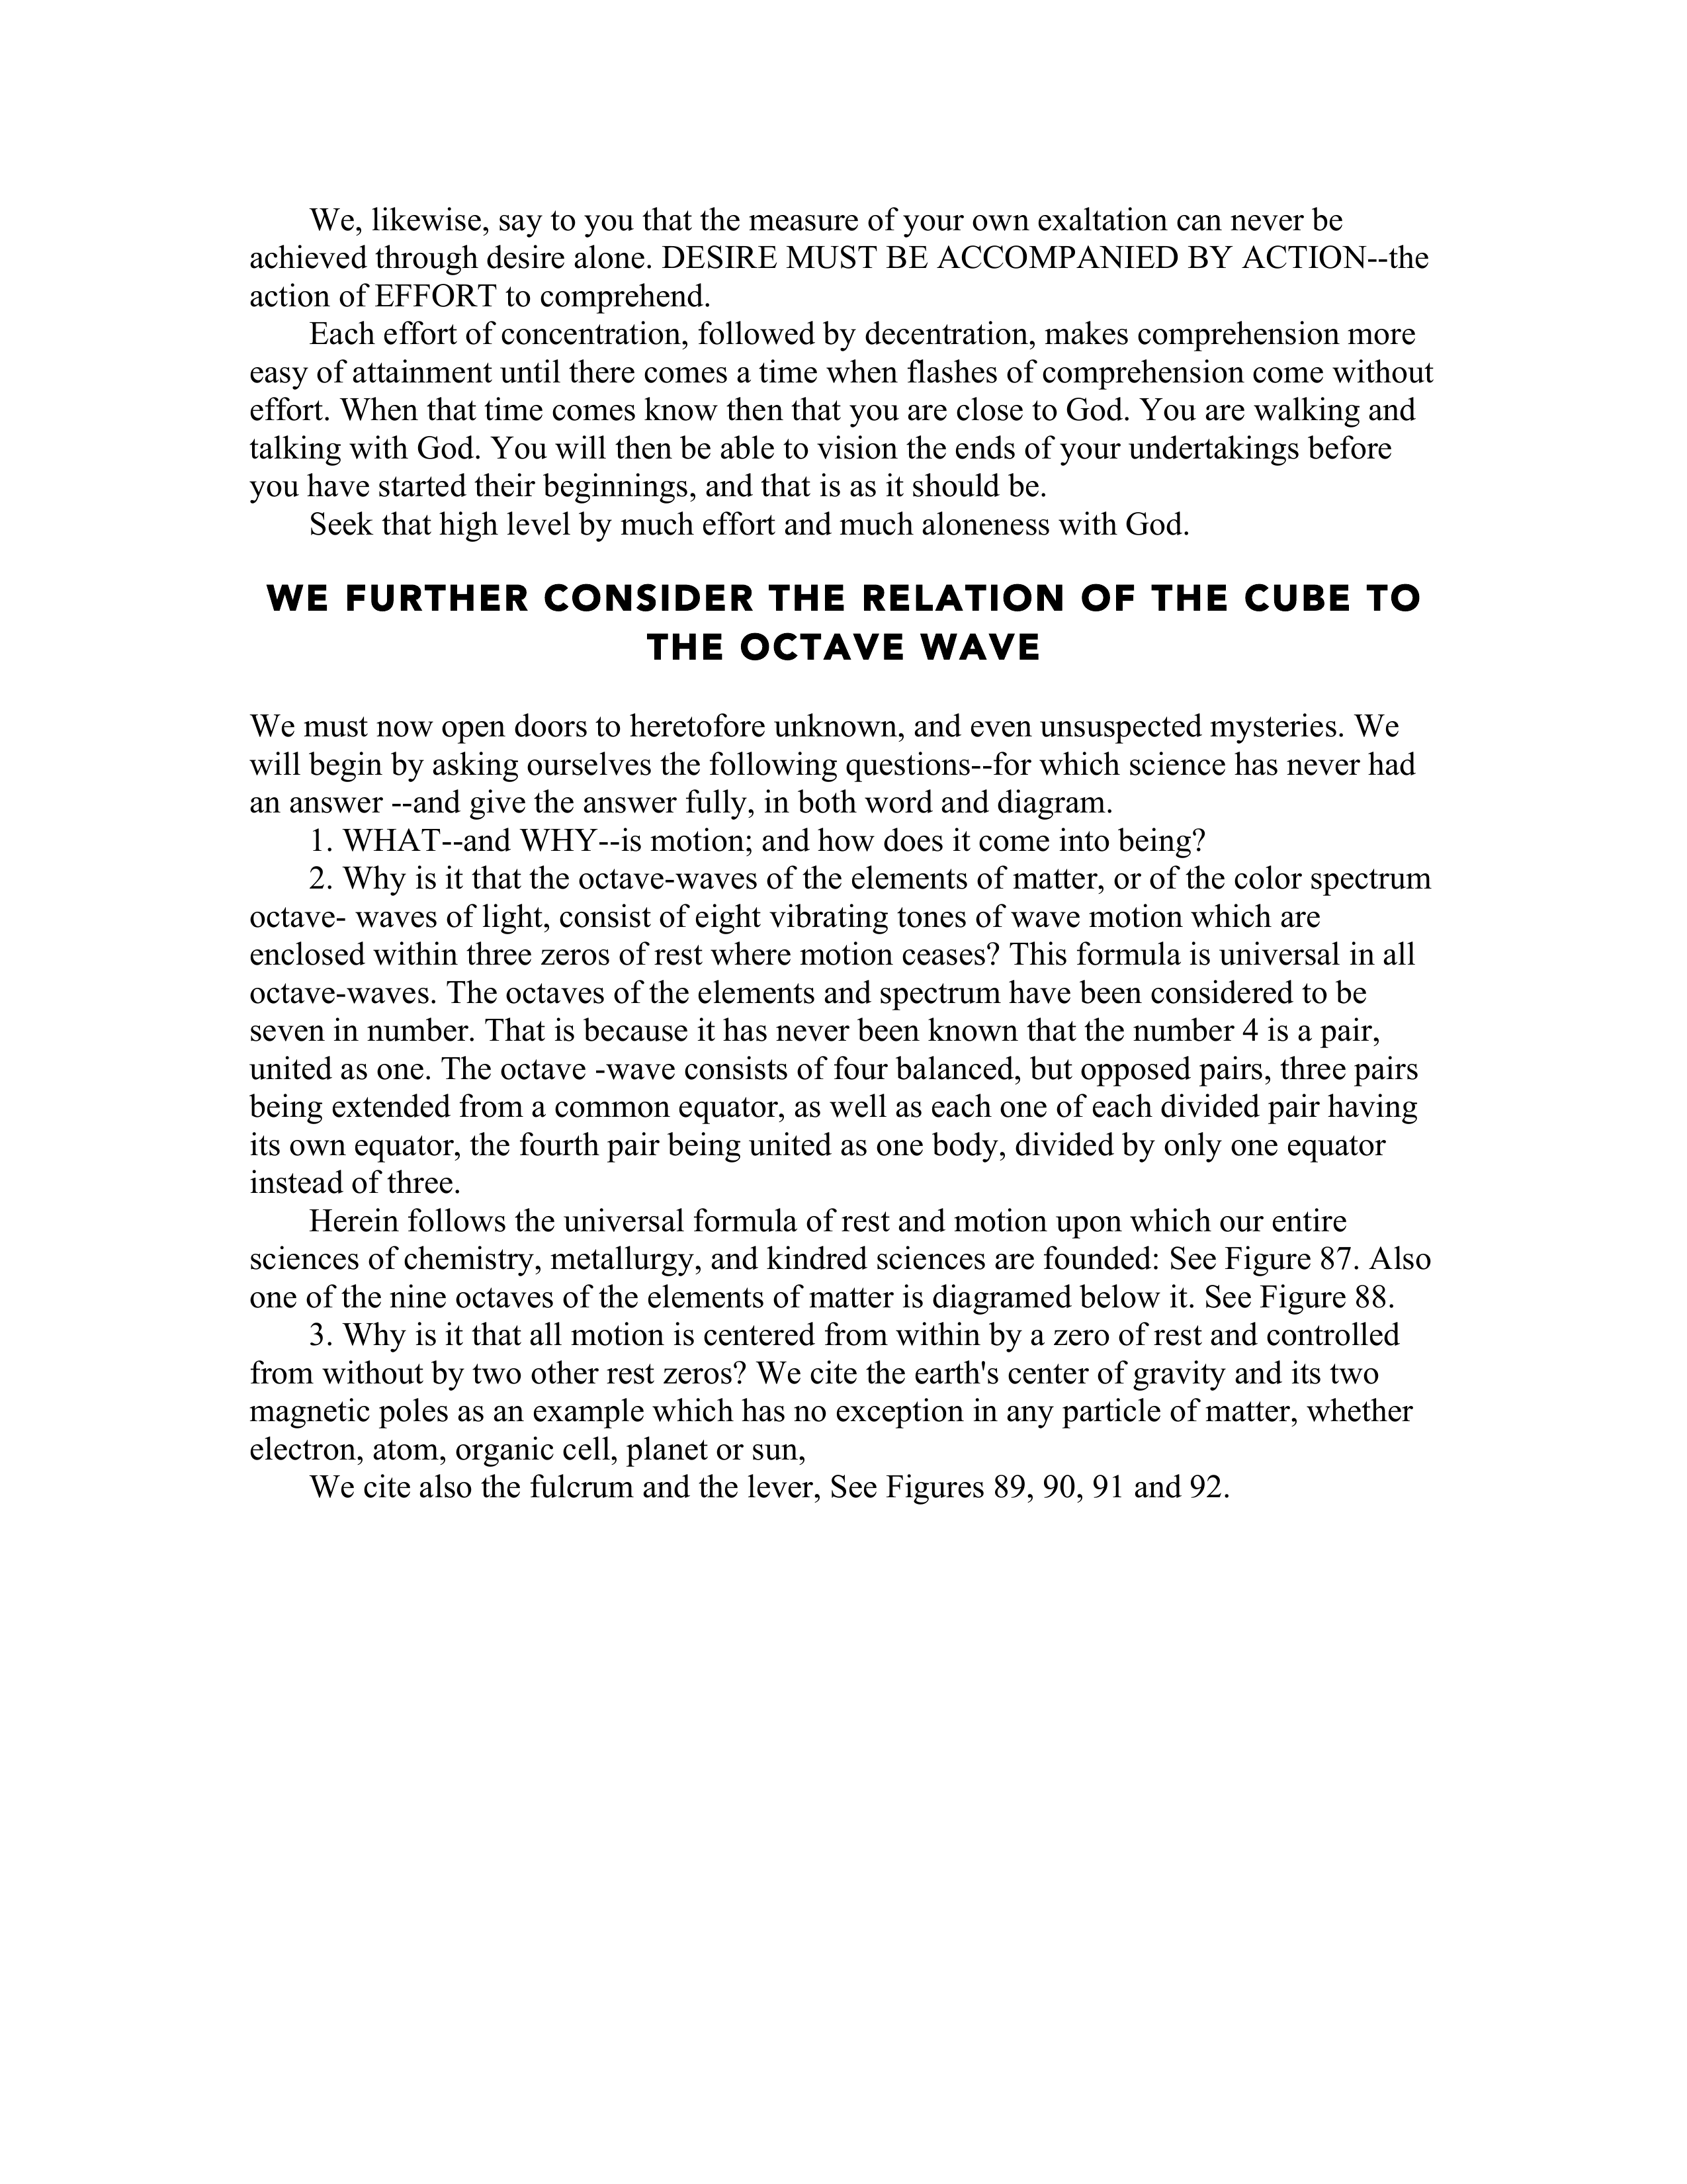 We, likewise, say to you that the measure of your own exaltation can never be
achieved through desire alone. DESIRE MUST BE ACCOMPANIED BY ACTION--the
action of EFFORT to comprehend.
Each effort of concentration, followed by decentration, makes comprehension more
easy of attainment until there comes a time when flashes of comprehension come without
effort. When that time comes know then that you are close to God. You are walking and
talking with God. You will then be able to vision the ends of your undertakings before
you have started their beginnings, and that is as it should be.
Seek that high level by much effort and much aloneness with God.
WE FURTHER CONSIDER THE RELATION OF THE CUBE TO
THE OCTAVE WAVE
We must now open doors to heretofore unknown, and even unsuspected mysteries. We
will begin by asking ourselves the following questions--for which science has never had
an answer --and give the answer fully, in both word and diagram.
1. WHAT--and WHY--is motion; and how does it come into being?
2. Why is it that the octave-waves of the elements of matter, or of the color spectrum
octave- waves of light, consist of eight vibrating tones of wave motion which are
enclosed within three zeros of rest where motion ceases? This formula is universal in all
octave-waves. The octaves of the elements and spectrum have been considered to be
seven in number. That is because it has never been known that the number 4 is a pair,
united as one. The octave -wave consists of four balanced, but opposed pairs, three pairs
being extended from a common equator, as well as each one of each divided pair having
its own equator, the fourth pair being united as one body, divided by only one equator
instead of three.
Herein follows the universal formula of rest and motion upon which our entire
sciences of chemistry, metallurgy, and kindred sciences are founded: See Figure 87. Also
one of the nine octaves of the elements of matter is diagramed below it. See Figure 88.
3. Why is it that all motion is centered from within by a zero of rest and controlled
from without by two other rest zeros? We cite the earth's center of gravity and its two
magnetic poles as an example which has no exception in any particle of matter, whether
electron, atom, organic cell, planet or sun,
We cite also the fulcrum and the lever, See Figures 89, 90, 91 and 92.